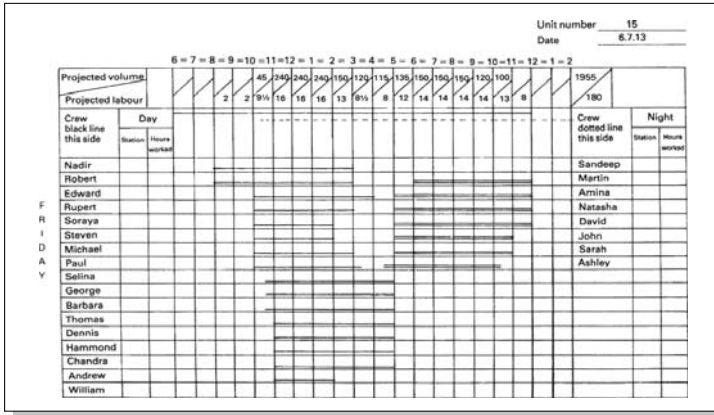 Unit number 15
Date 6.7.13
6 = 7 = 8 = 9 = 10 = 11 = 12 = 1 = 2 = 3 = 4 = 5 – 6 = 7 = 8 = 9 – 10 = 11 = 12 = 1 = 2
Projected volume 45 240 240 240 150 120 115 135 150 150 150 120 100 1955
Projected labour 2 2 9½ 16 16 16 13 8½ 8 12 14 14 14 14 13 8 180
Crew black line this side Day Crew dotted line this side Night
Station Hours worked Station Hours worked
FRIDAY
Nadir Sandeep
Robert Martin
Edward Amina
Rupert Natasha
Soraya David
Steven John
Michael Sarah
Paul Ashley
Selina
George
Barbara
Thomas
Dennis
Hammond
Chandra
Andrew
William